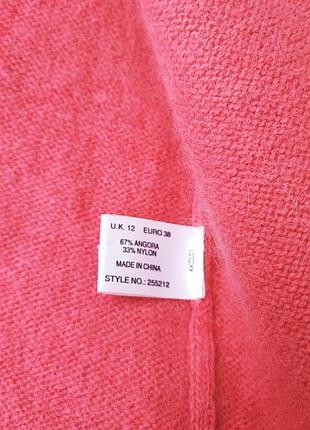 U.K. 12 EURO 38
67% ANGORA
33% NYLON
MADE IN CHINA
STYLE NO.: 255212